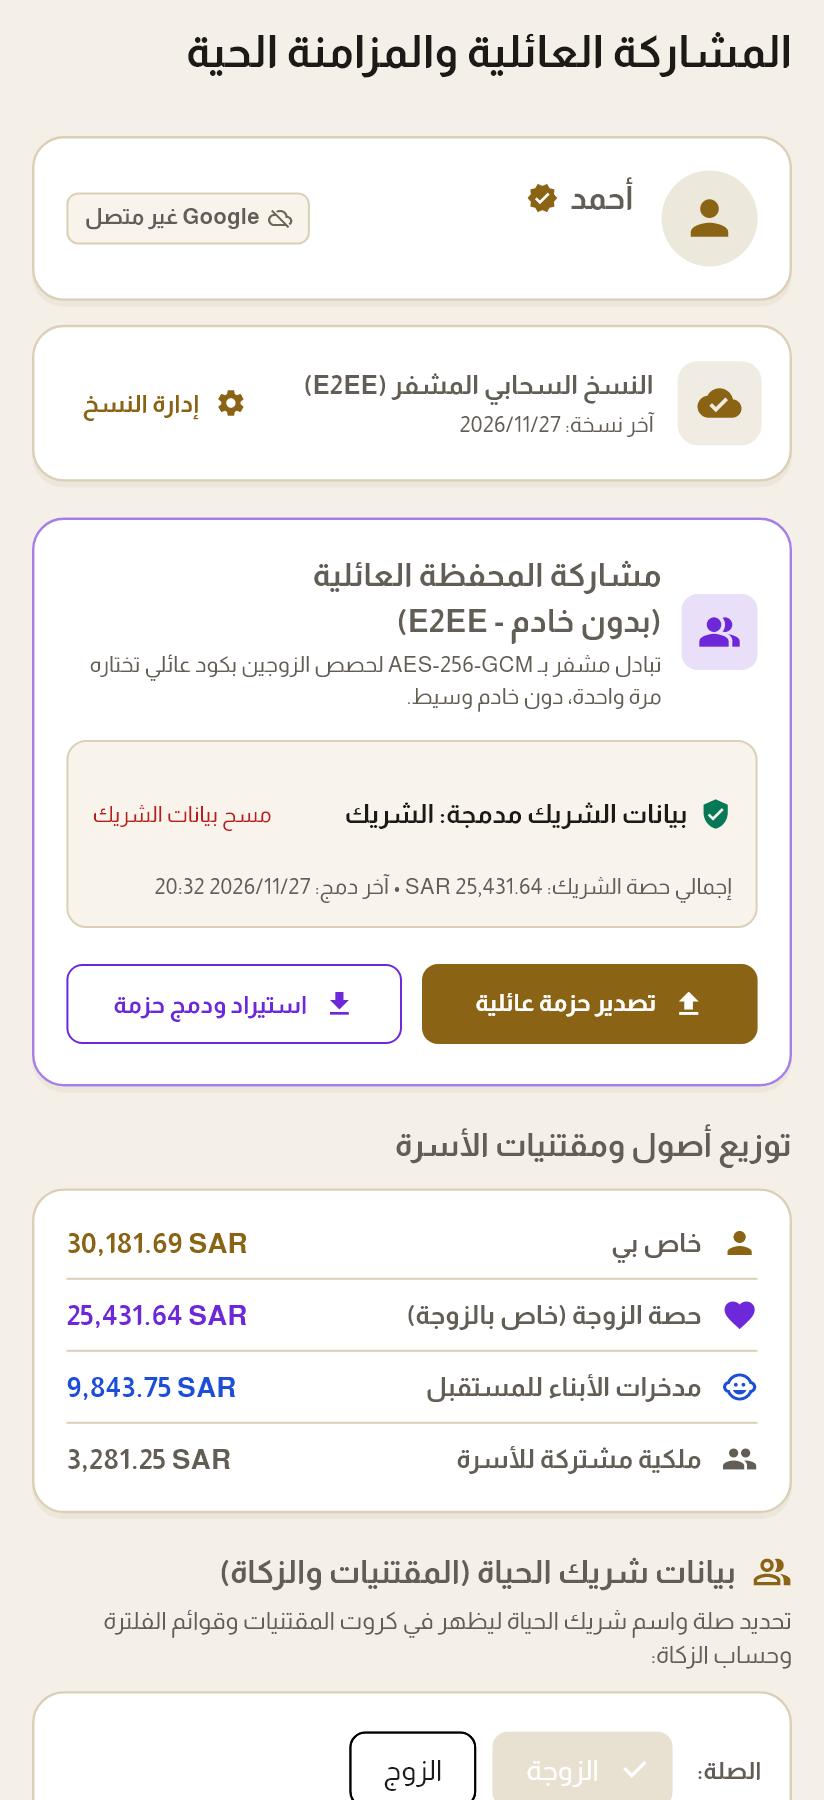 المشاركة العائلية والمزامنة الحية
أحمد
Google غير متصل
النسخ السحابي المشفر (E2EE)
آخر نسخة: 2026/11/27
إدارة النسخ
مشاركة المحفظة العائلية
(بدون خادم - E2EE)
تبادل مشفر بـ AES-256-GCM لحصص الزوجين بكود عائلي تختاره
مرة واحدة، دون خادم وسيط.
بيانات الشريك مدمجة: الشريك
مسح بيانات الشريك
إجمالي حصة الشريك: 25,431.64 SAR • آخر دمج: 2026/11/27 20:32
تصدير حزمة عائلية
استيراد ودمج حزمة
توزيع أصول ومقتنيات الأسرة
خاص بي
30,181.69 SAR
حصة الزوجة (خاص بالزوجة)
25,431.64 SAR
مدخرات الأبناء للمستقبل
9,843.75 SAR
ملكية مشتركة للأسرة
3,281.25 SAR
بيانات شريك الحياة (المقتنيات والزكاة)
تحديد صلة واسم شريك الحياة ليظهر في كروت المقتنيات وقوائم الفلترة
وحساب الزكاة:
الصلة:
الزوجة
الزوج